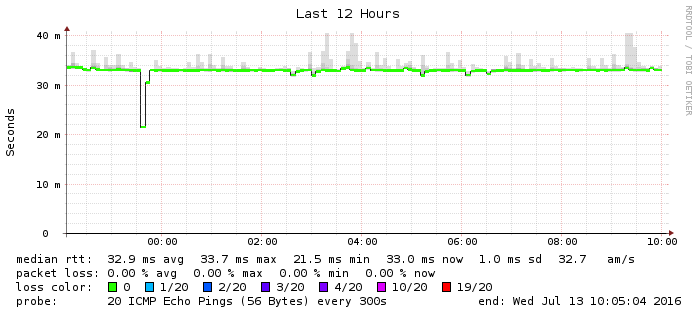 Last 12 Hours
RRDTOOL / TOBI OETIKER
Seconds
40 m
30 m
20 m
10 m
0
00:00 02:00 04:00 06:00 08:00 10:00
median rtt: 32.9 ms avg 33.7 ms max 21.5 ms min 33.0 ms now 1.0 ms sd 32.7 am/s
packet loss: 0.00 % avg 0.00 % max 0.00 % min 0.00 % now
loss color: 0 1/20 2/20 3/20 4/20 10/20 19/20
probe: 20 ICMP Echo Pings (56 Bytes) every 300s end: Wed Jul 13 10:05:04 2016